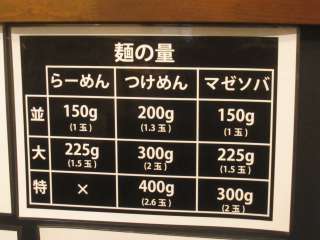 麺の量
らーめん つけめん マゼソバ
並 150g 200g 150g
(1玉) (1.3玉) (1玉)
大 225g 300g 225g
(1.5玉) (2玉) (1.5玉)
特 × 400g 300g
(2.6玉) (2玉)